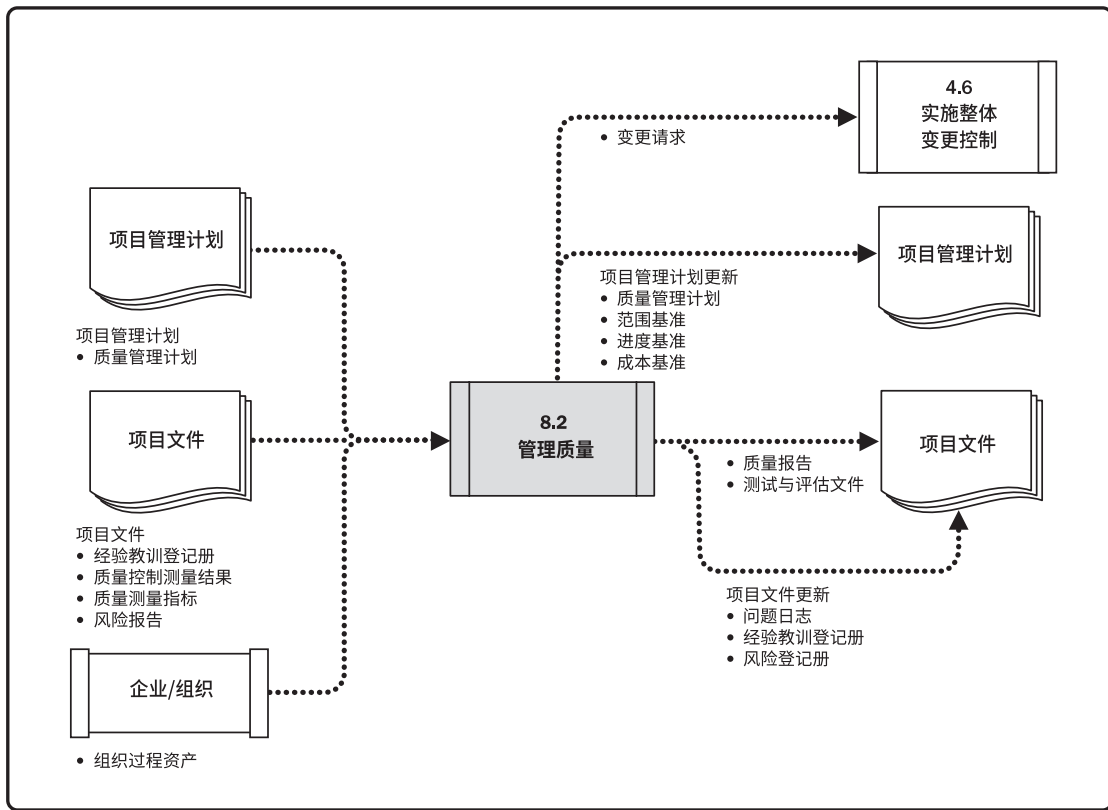 4.6
实施整体
变更控制
• 变更请求
项目管理计划
项目管理计划
• 质量管理计划
项目管理计划
项目管理计划更新
• 质量管理计划
• 范围基准
• 进度基准
• 成本基准
8.2
管理质量
项目文件
项目文件
• 经验教训登记册
• 质量控制测量结果
• 质量测量指标
• 风险报告
• 质量报告
• 测试与评估文件
项目文件
项目文件更新
• 问题日志
• 经验教训登记册
• 风险登记册
企业/组织
• 组织过程资产